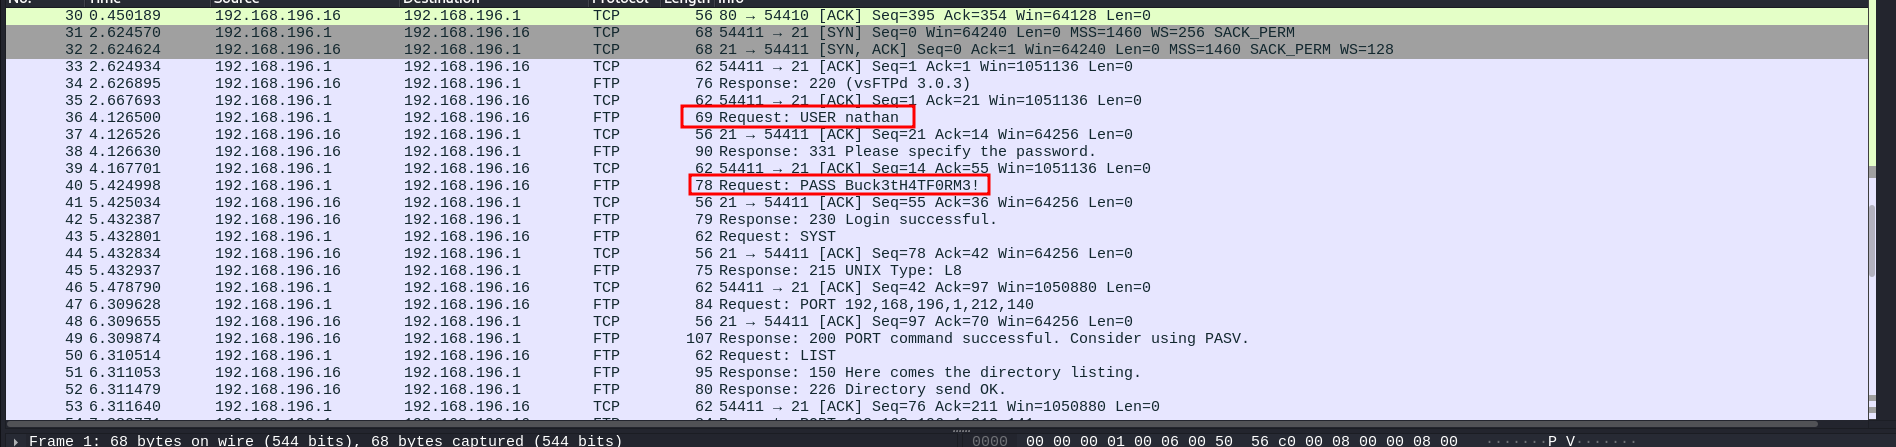 No. Time Source Destination Protocol Length Info
30 0.450189 192.168.196.16 192.168.196.1 TCP 56 80 → 54410 [ACK] Seq=395 Ack=354 Win=64128 Len=0
31 2.624570 192.168.196.1 192.168.196.16 TCP 68 54411 → 21 [SYN] Seq=0 Win=64240 Len=0 MSS=1460 WS=256 SACK_PERM
32 2.624624 192.168.196.16 192.168.196.1 TCP 68 21 → 54411 [SYN, ACK] Seq=0 Ack=1 Win=64240 Len=0 MSS=1460 SACK_PERM WS=128
33 2.624934 192.168.196.1 192.168.196.16 TCP 62 54411 → 21 [ACK] Seq=1 Ack=1 Win=1051136 Len=0
34 2.626895 192.168.196.16 192.168.196.1 FTP 76 Response: 220 (vsFTPd 3.0.3)
35 2.667693 192.168.196.1 192.168.196.16 TCP 62 54411 → 21 [ACK] Seq=1 Ack=21 Win=1051136 Len=0
36 4.126500 192.168.196.1 192.168.196.16 FTP 69 Request: USER nathan
37 4.126526 192.168.196.16 192.168.196.1 TCP 56 21 → 54411 [ACK] Seq=21 Ack=14 Win=64256 Len=0
38 4.126630 192.168.196.16 192.168.196.1 FTP 90 Response: 331 Please specify the password.
39 4.167701 192.168.196.1 192.168.196.16 TCP 62 54411 → 21 [ACK] Seq=14 Ack=55 Win=1051136 Len=0
40 5.424998 192.168.196.1 192.168.196.16 FTP 78 Request: PASS Buck3tH4TF0RM3!
41 5.425034 192.168.196.16 192.168.196.1 TCP 56 21 → 54411 [ACK] Seq=55 Ack=36 Win=64256 Len=0
42 5.432387 192.168.196.16 192.168.196.1 FTP 79 Response: 230 Login successful.
43 5.432801 192.168.196.1 192.168.196.16 FTP 62 Request: SYST
44 5.432834 192.168.196.16 192.168.196.1 TCP 56 21 → 54411 [ACK] Seq=78 Ack=42 Win=64256 Len=0
45 5.432937 192.168.196.16 192.168.196.1 FTP 75 Response: 215 UNIX Type: L8
46 5.478790 192.168.196.1 192.168.196.16 TCP 62 54411 → 21 [ACK] Seq=42 Ack=97 Win=1050880 Len=0
47 6.309628 192.168.196.1 192.168.196.16 FTP 84 Request: PORT 192,168,196,1,212,140
48 6.309655 192.168.196.16 192.168.196.1 TCP 56 21 → 54411 [ACK] Seq=97 Ack=70 Win=64256 Len=0
49 6.309874 192.168.196.16 192.168.196.1 FTP 107 Response: 200 PORT command successful. Consider using PASV.
50 6.310514 192.168.196.1 192.168.196.16 FTP 62 Request: LIST
51 6.311053 192.168.196.16 192.168.196.1 FTP 95 Response: 150 Here comes the directory listing.
52 6.311479 192.168.196.16 192.168.196.1 FTP 80 Response: 226 Directory send OK.
53 6.311640 192.168.196.1 192.168.196.16 TCP 62 54411 → 21 [ACK] Seq=76 Ack=211 Win=1050880 Len=0
Frame 1: 68 bytes on wire (544 bits), 68 bytes captured (544 bits)
0000 00 00 00 01 00 06 00 50 56 c0 00 08 00 00 08 00 ·······P V·······